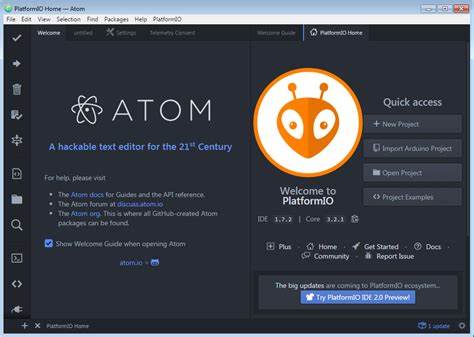 PlatformIO Home — Atom
File Edit View Selection Find Packages Help PlatformIO
Welcome untitled Settings Telemetry Consent
Welcome Guide PlatformIO Home
ATOM
A hackable text editor for the 21st Century
For help, please visit
• The Atom docs for Guides and the API reference.
• The Atom forum at discuss.atom.io
• The Atom org. This is where all GitHub-created Atom
packages can be found.
Show Welcome Guide when opening Atom
atom.io ×
Welcome to
PlatformIO
IDE 1.7.2 | Core 3.2.1
Quick access
+ New Project
Import Arduino Project
Open Project
<> Project Examples
Plus · Home · Get Started · Docs ·
Community · Report Issue
The big updates are coming to PlatformIO ecosystem...
Try PlatformIO IDE 2.0 Preview!
+ × PlatformIO Home
1 update